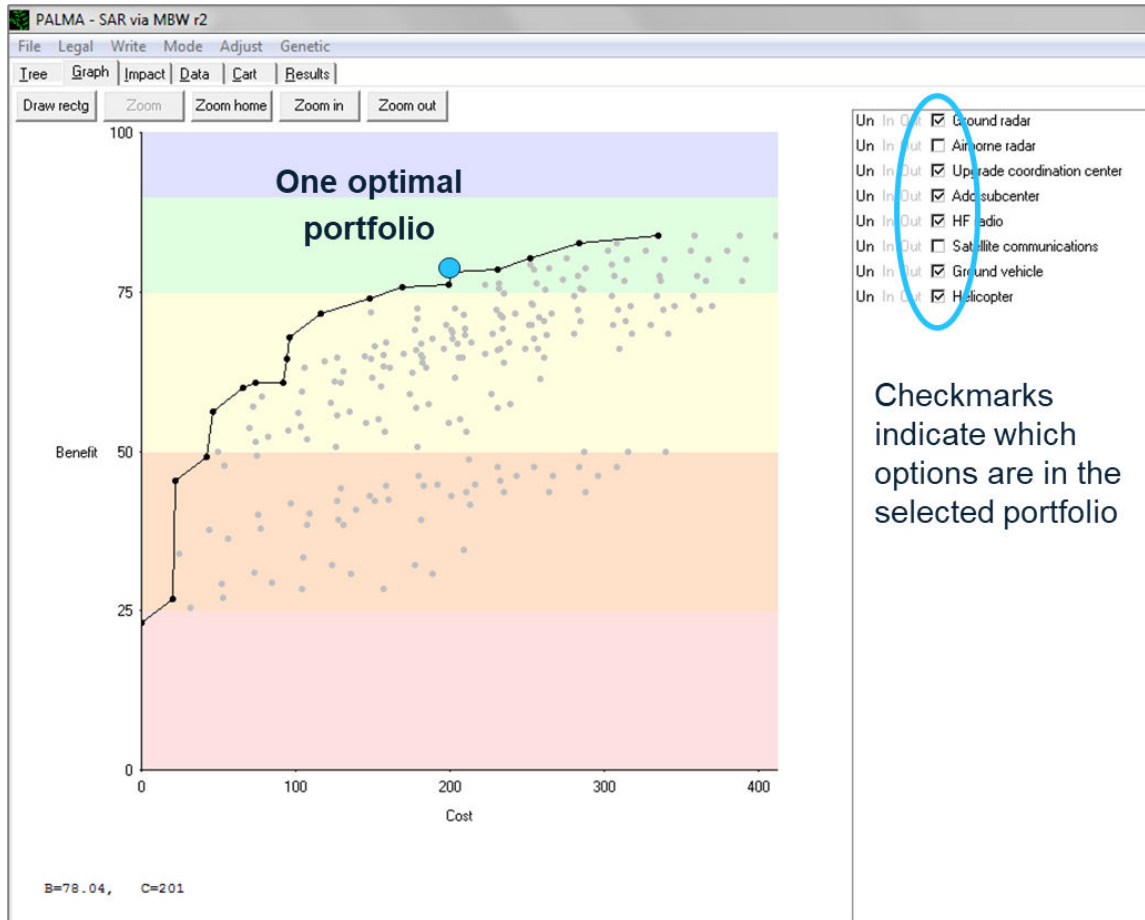 PALMA - SAR via MBW r2
File Legal Write Mode Adjust Genetic
Tree Graph Impact Data Cart Results
Draw rectg Zoom Zoom home Zoom in Zoom out
Un In Out Ground radar
Un In Out Airborne radar
Un In Out Upgrade coordination center
Un In Out Add subcenter
Un In Out HF radio
Un In Out Satellite communications
Un In Out Ground vehicle
Un In Out Helicopter
One optimal
portfolio
100
75
Benefit 50
25
0
0 100 200 300 400
Cost
Checkmarks
indicate which
options are in the
selected portfolio
B=78.04, C=201